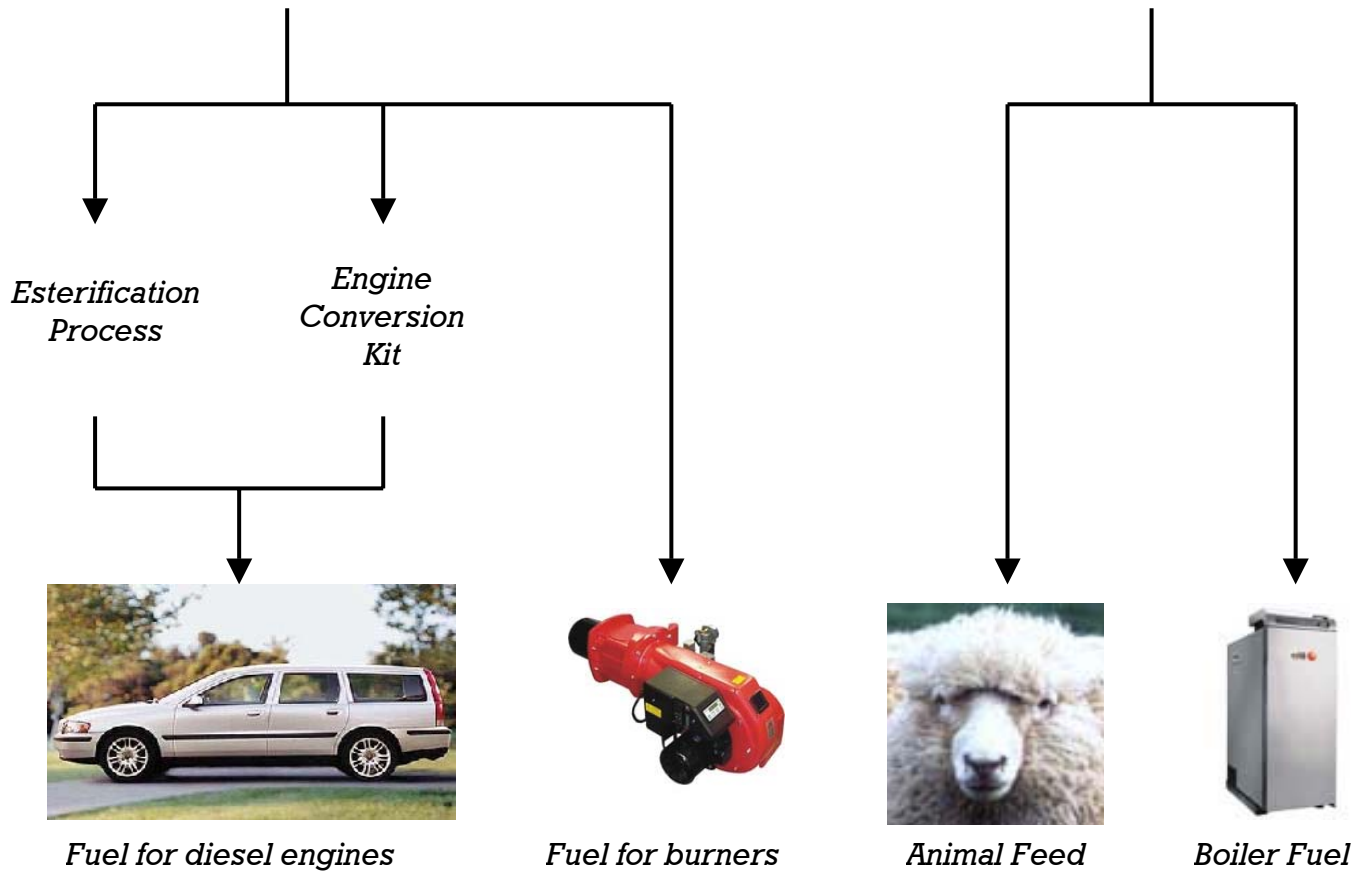 Esterification
Process
Engine
Conversion
Kit
Fuel for diesel engines
Fuel for burners
Animal Feed
Boiler Fuel